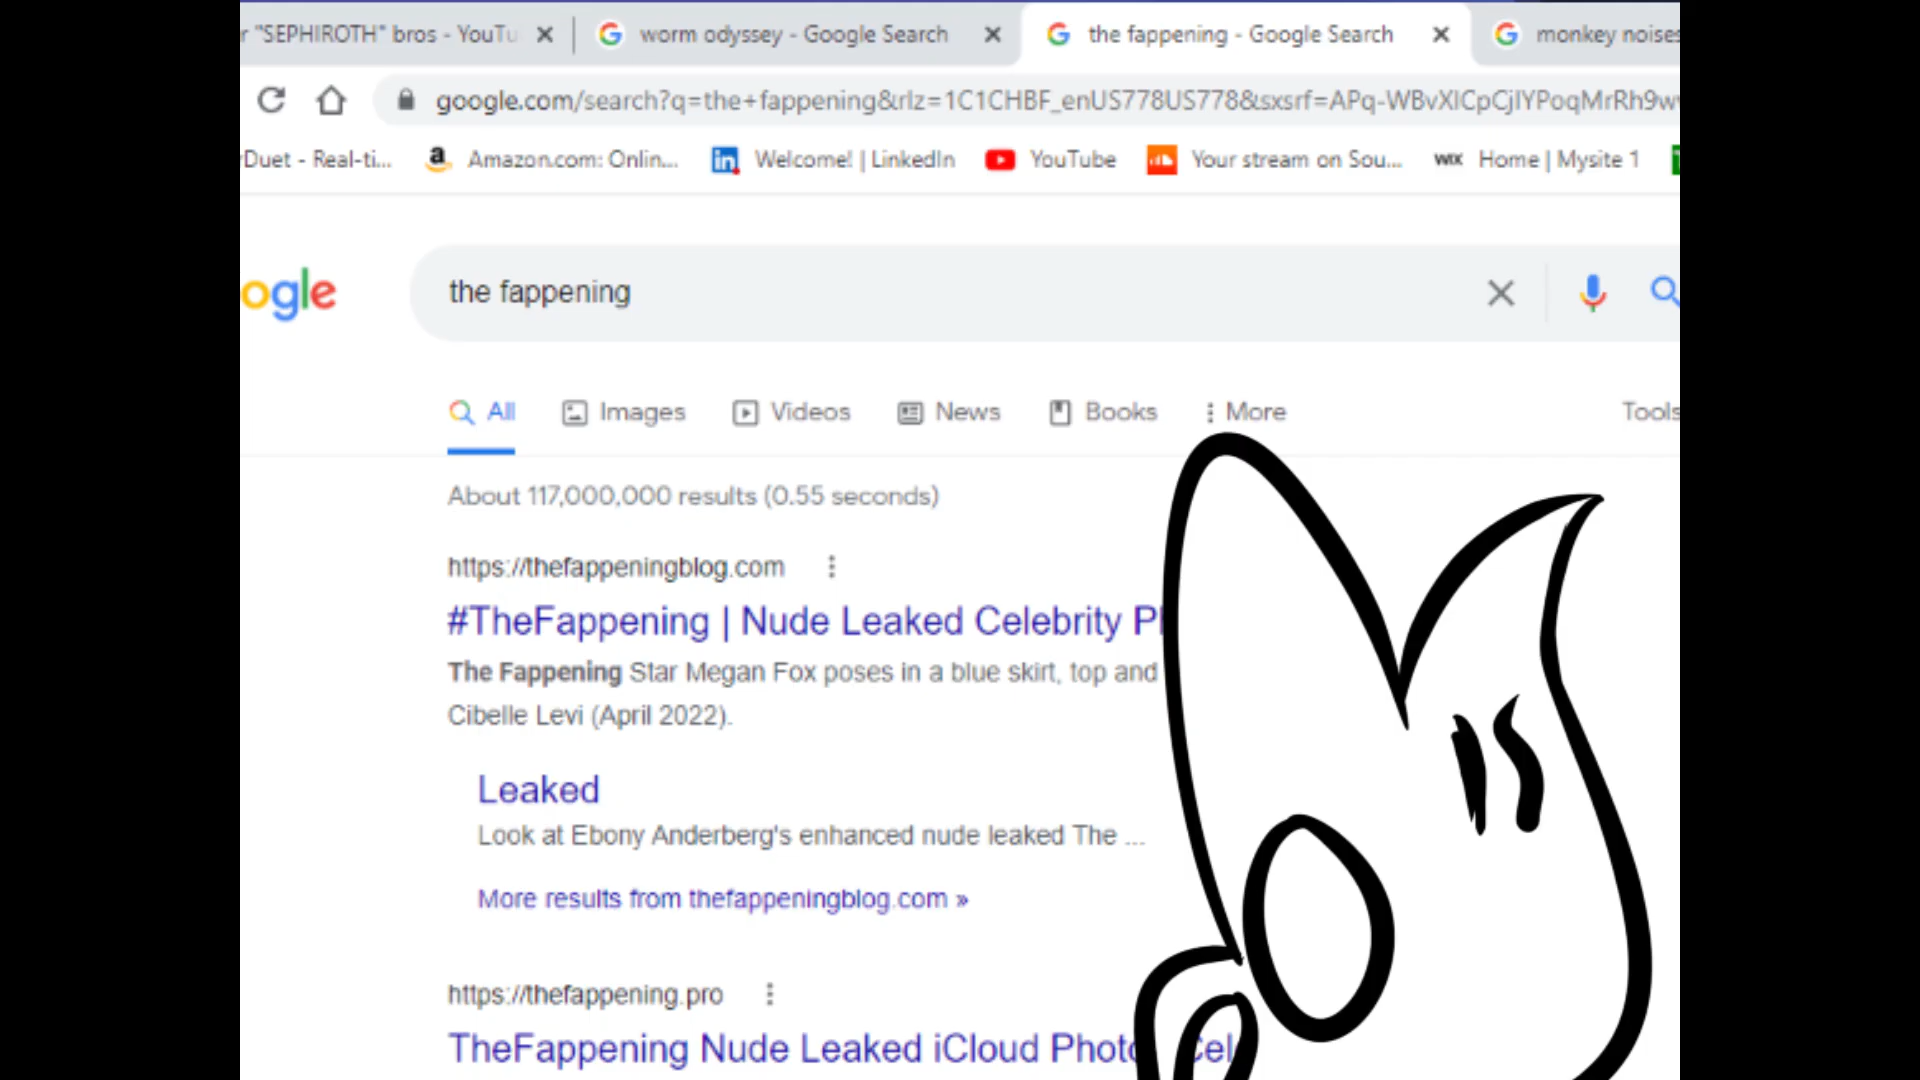 r "SEPHIROTH" bros - YouTu
worm odyssey - Google Search
the fappening - Google Search
monkey noises
google.com/search?q=the+fappening&rlz=1C1CHBF_enUS778US778&sxsrf=APq-WBvXlCpCjlYPoqMrRh9w
Duet - Real-ti...
Amazon.com: Onlin...
Welcome! | LinkedIn
YouTube
Your stream on Sou...
WIX Home | Mysite 1
ogle
the fappening
All Images Videos News Books More Tools
About 117,000,000 results (0.55 seconds)
https://thefappeningblog.com
#TheFappening | Nude Leaked Celebrity P
The Fappening Star Megan Fox poses in a blue skirt, top and
Cibelle Levi (April 2022).
Leaked
Look at Ebony Anderberg's enhanced nude leaked The ...
More results from thefappeningblog.com »
https://thefappening.pro
TheFappening Nude Leaked iCloud Photo Cel